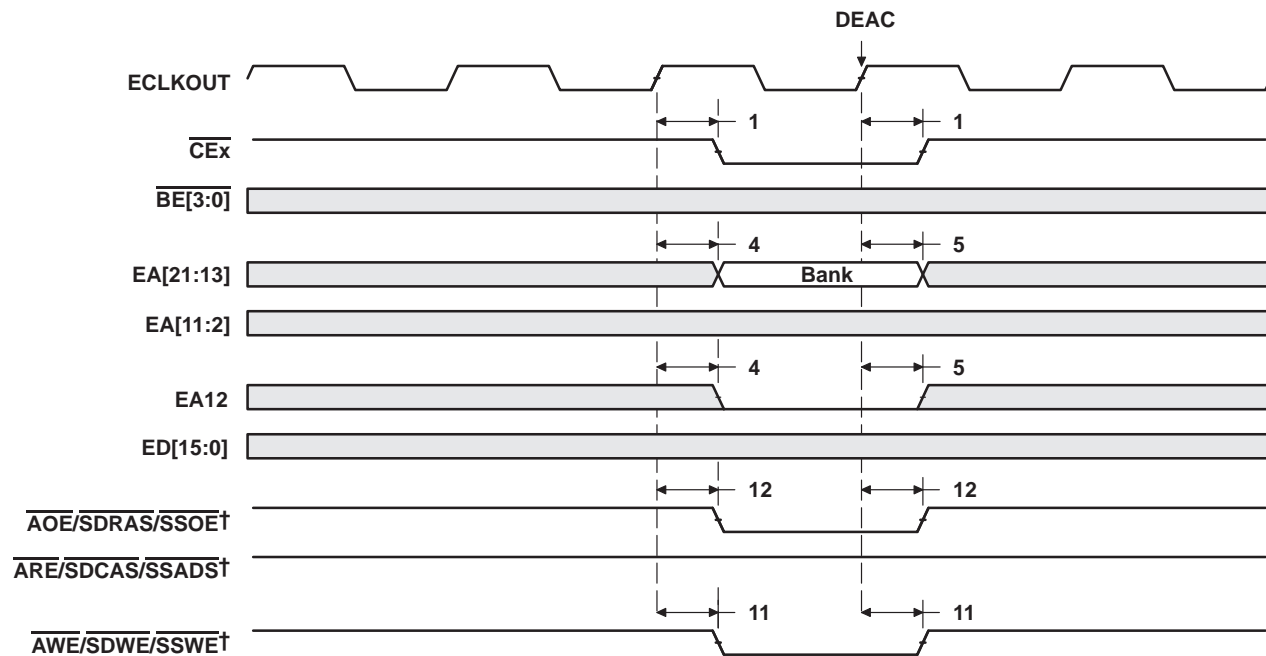 DEAC
ECLKOUT
1 1
CEx
BE[3:0]
4 5
EA[21:13] Bank
EA[11:2]
4 5
EA12
ED[15:0]
12 12
AOE/SDRAS/SSOE†
ARE/SDCAS/SSADS†
11 11
AWE/SDWE/SSWE†